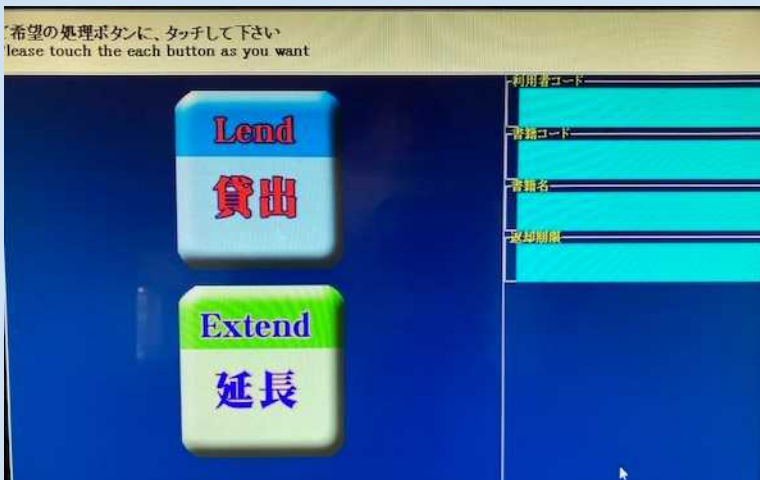 ご希望の処理ボタンに、タッチして下さい
Please touch the each button as you want
Lend
貸出
Extend
延長
利用者コード
書籍コード
書籍名
返却期限